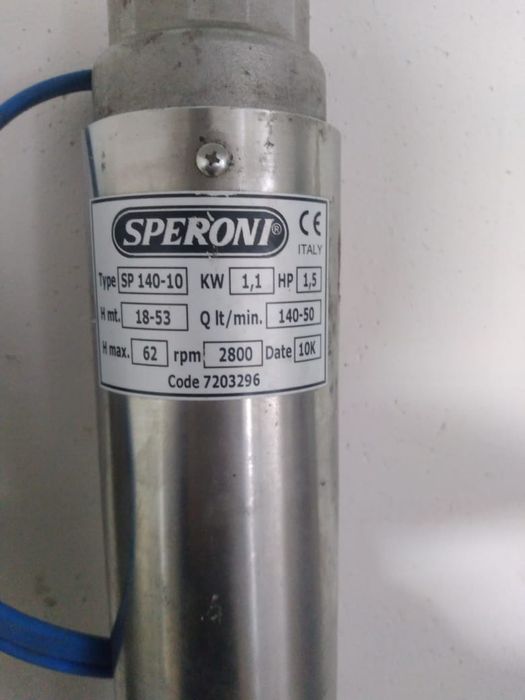 SPERONI® CE
ITALY
Type SP 140-10 KW 1,1 HP 1,5
H mt. 18-53 Q lt/min. 140-50
H max. 62 rpm 2800 Date 10K
Code 7203296